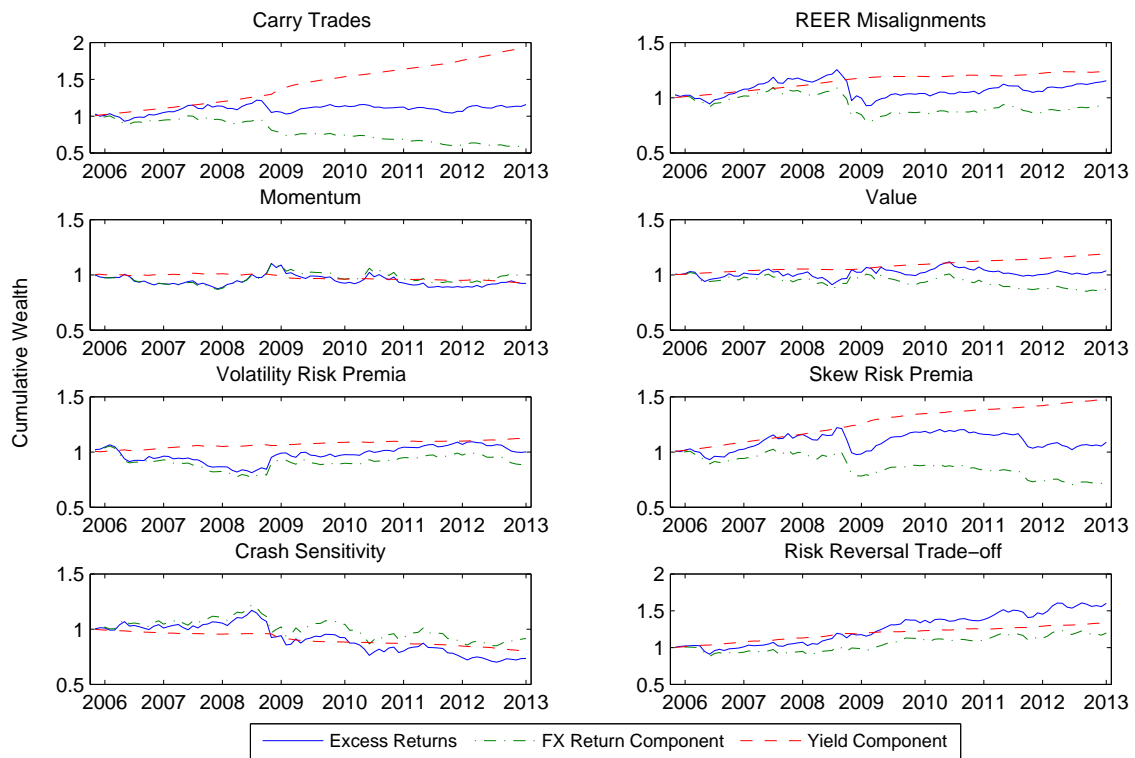 Carry Trades
2
1.5
1
0.5
2006 2007 2008 2009 2010 2011 2012 2013
REER Misalignments
1.5
1
0.5
2006 2007 2008 2009 2010 2011 2012 2013
Momentum
1.5
1
0.5
2006 2007 2008 2009 2010 2011 2012 2013
Value
1.5
1
0.5
2006 2007 2008 2009 2010 2011 2012 2013
Cumulative Wealth
Volatility Risk Premia
1.5
1
0.5
2006 2007 2008 2009 2010 2011 2012 2013
Skew Risk Premia
1.5
1
0.5
2006 2007 2008 2009 2010 2011 2012 2013
Crash Sensitivity
1.5
1
0.5
2006 2007 2008 2009 2010 2011 2012 2013
Risk Reversal Trade−off
2
1.5
1
0.5
2006 2007 2008 2009 2010 2011 2012 2013
Excess Returns FX Return Component Yield Component